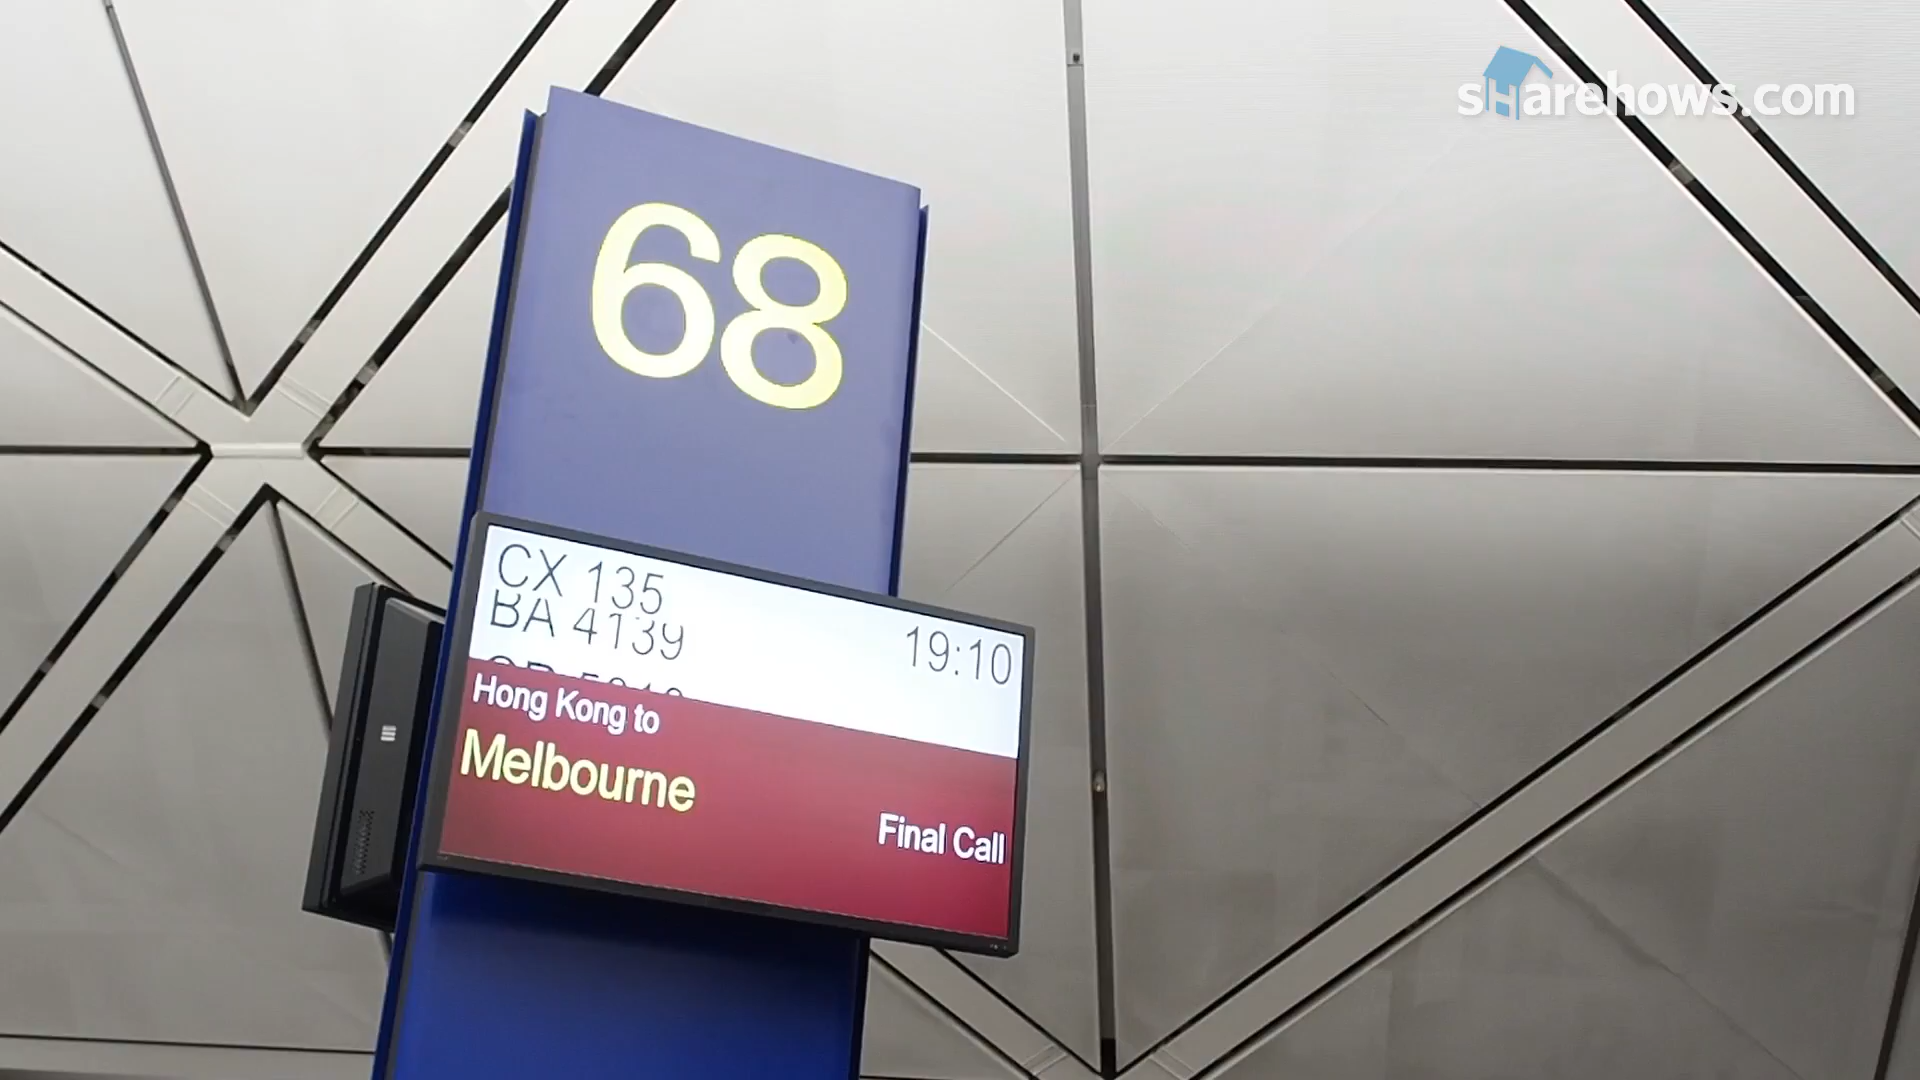 sHarehows.com
68
CX 135
BA 4139
19:10
Hong Kong to
Melbourne
Final Call